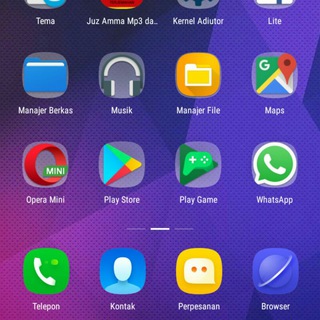 Tema Juz Amma Mp3 da.. Kernel Adiutor Lite
Manajer Berkas Musik Manajer File Maps
G
MINI
Opera Mini Play Store Play Game WhatsApp
Telepon Kontak Perpesanan Browser